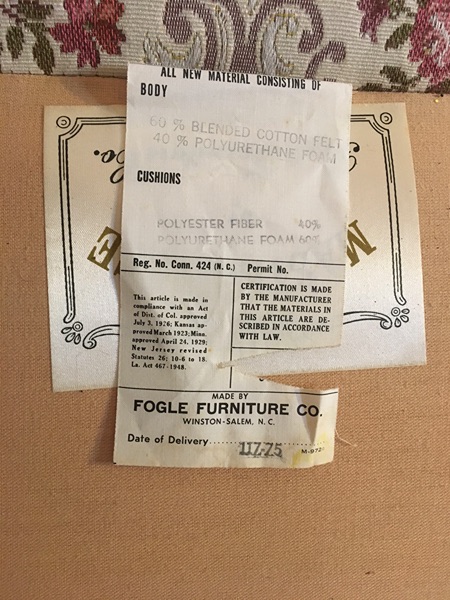 ALL NEW MATERIAL CONSISTING OF
BODY
60 % BLENDED COTTON FELT
40 % POLYURETHANE FOAM
CUSHIONS
POLYESTER FIBER 40%
POLYURETHANE FOAM 60%
Reg. No. Conn. 424 (N. C.) Permit No.
This article is made in
compliance with an Act
of Dist. of Col. approved
July 3, 1926; Kansas ap-
proved March 1923; Minn.
approved April 24, 1929;
New Jersey revised
Statutes 26; 10-6 to 18.
La. Act 467-1948.
CERTIFICATION IS MADE
BY THE MANUFACTURER
THAT THE MATERIALS IN
THIS ARTICLE ARE DE-
SCRIBED IN ACCORDANCE
WITH LAW.
MADE BY
FOGLE FURNITURE CO.
WINSTON-SALEM, N. C.
Date of Delivery 117-75 M-972
Co.